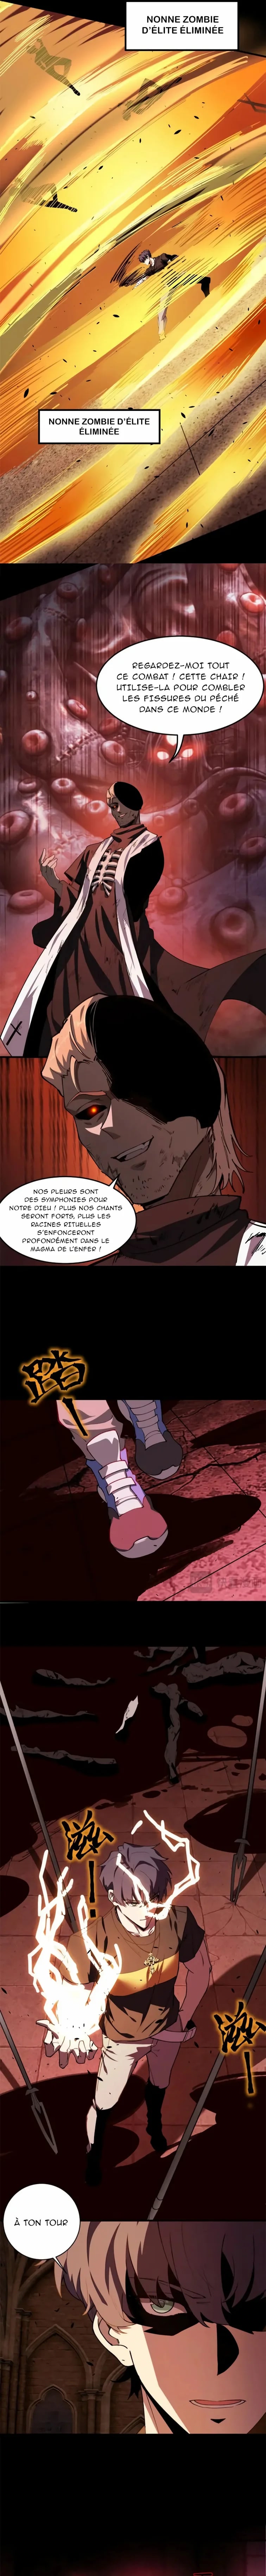 NONNE ZOMBIE
D'ÉLITE ÉLIMINÉE
NONNE ZOMBIE D'ÉLITE
ÉLIMINÉE
REGARDEZ-MOI TOUT
CE COMBAT ! CETTE CHAIR !
UTILISE-LA POUR COMBLER
LES FISSURES DU PÉCHÉ
DANS CE MONDE !
NOS PLEURS SONT
DES SYMPHONIES POUR
NOTRE DIEU ! PLUS NOS CHANTS
SERONT FORTS, PLUS LES
RACINES RITUELLES
S'ENFONCERONT
PROFONDÉMENT DANS LE
MAGMA DE L'ENFER !
踏
滋
滋
À TON TOUR